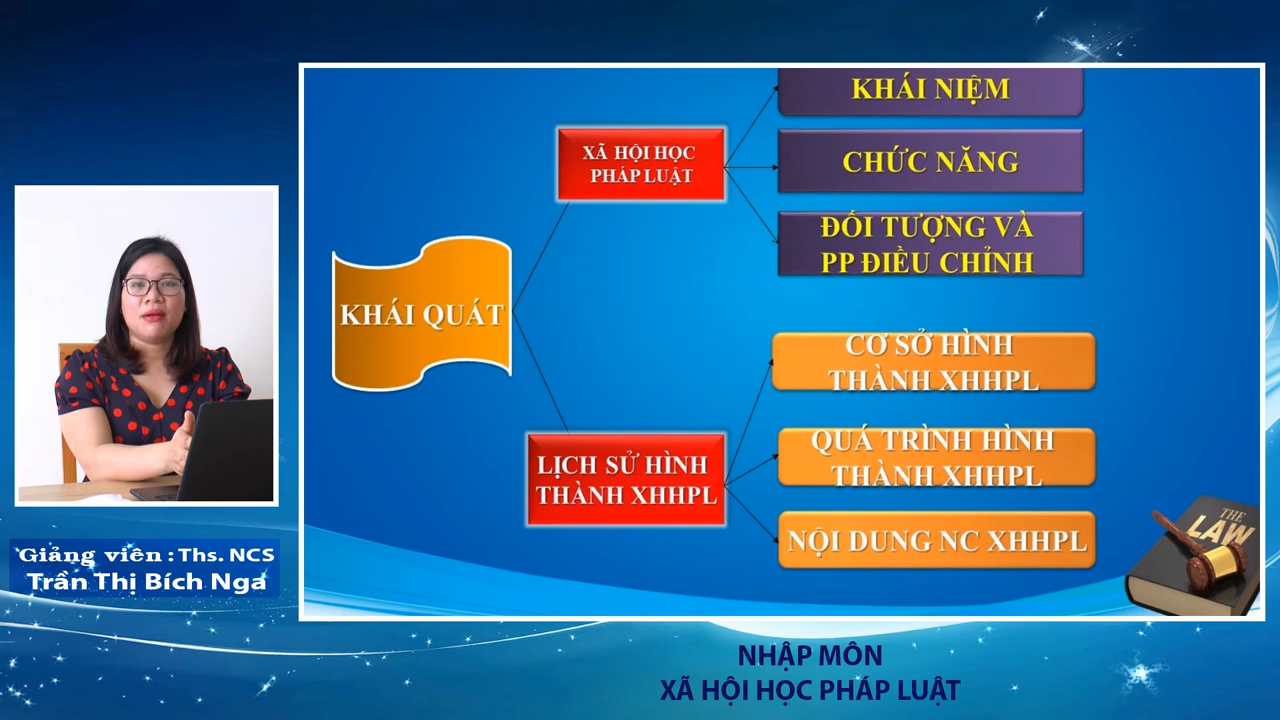 KHÁI NIỆM
XÃ HỘI HỌC
PHÁP LUẬT
CHỨC NĂNG
ĐỐI TƯỢNG VÀ
PP ĐIỀU CHỈNH
KHÁI QUÁT
CƠ SỞ HÌNH
THÀNH XHHPL
QUÁ TRÌNH HÌNH
THÀNH XHHPL
LỊCH SỬ HÌNH
THÀNH XHHPL
NỘI DUNG NC XHHPL
THE
LAW
Giảng viên : Ths. NCS
Trần Thị Bích Nga
NHẬP MÔN
XÃ HỘI HỌC PHÁP LUẬT